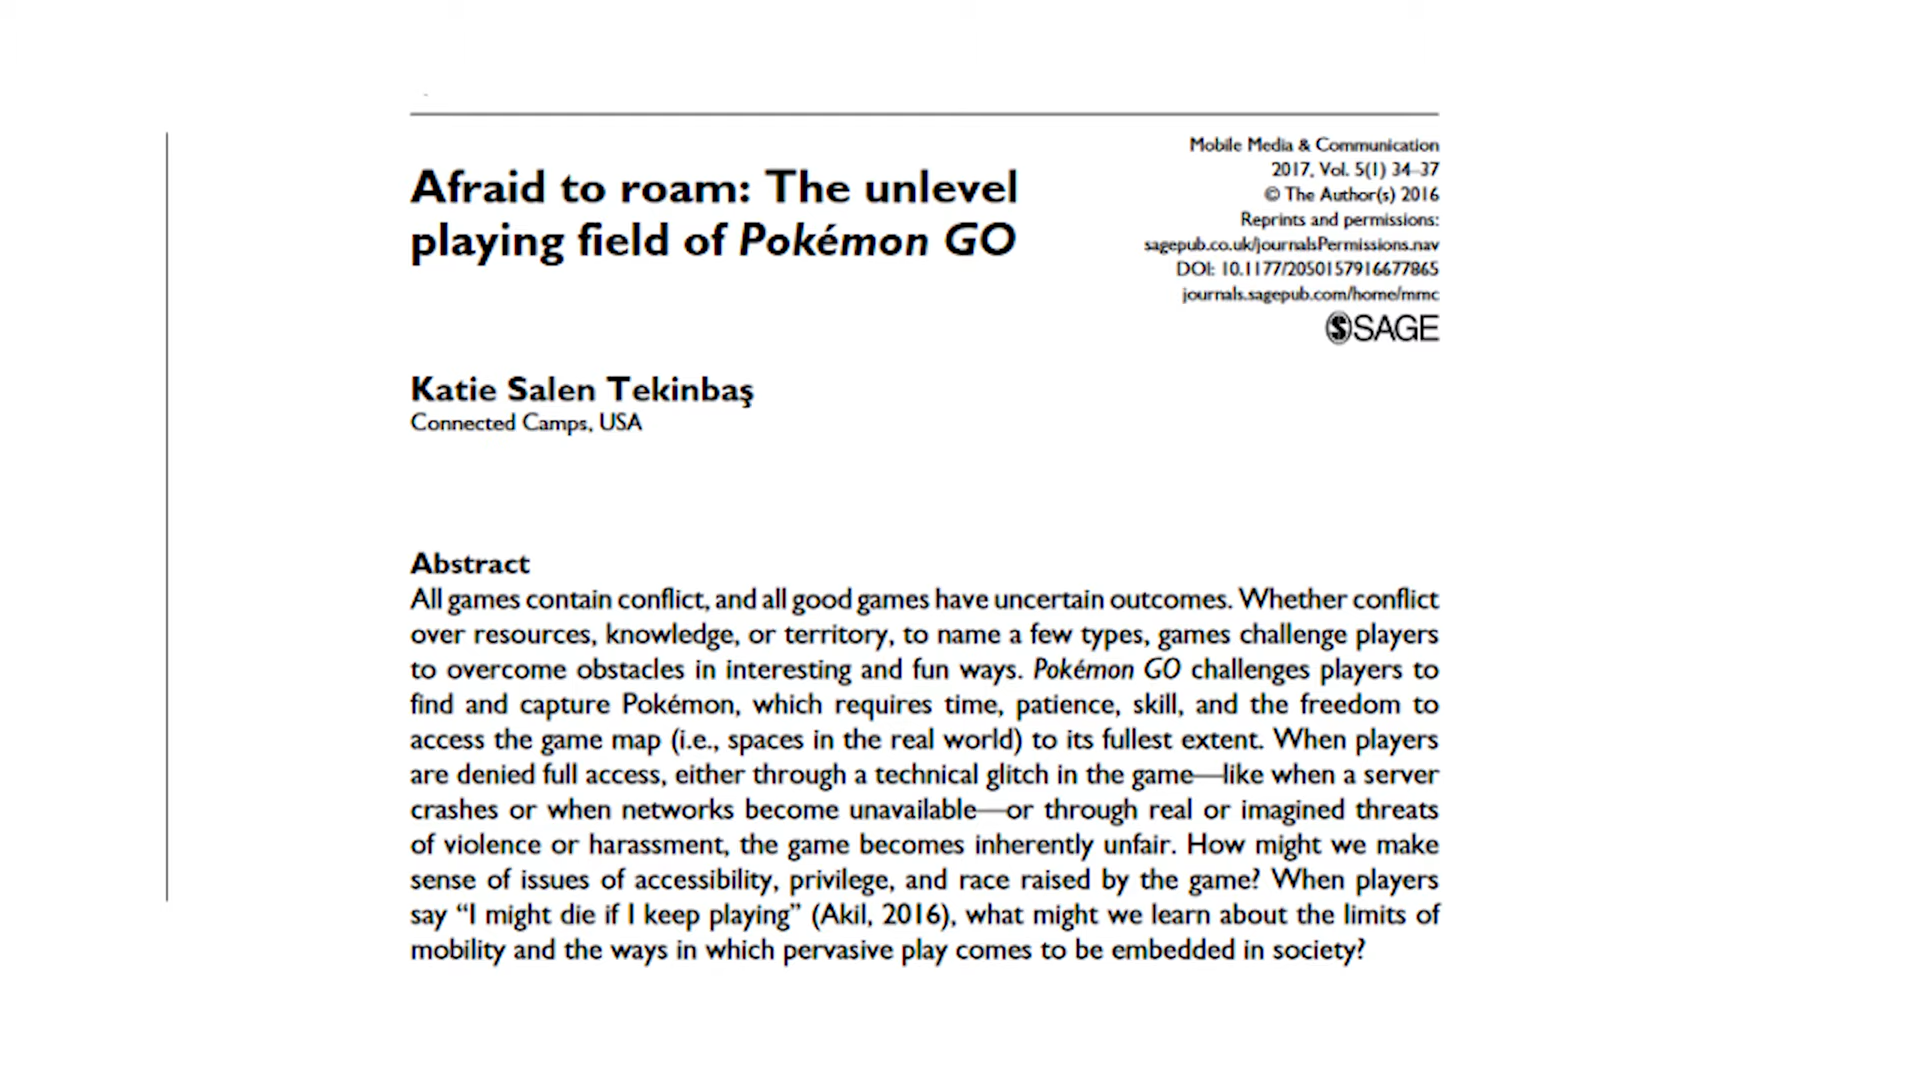 Mobile Media & Communication
2017, Vol. 5(1) 34–37
© The Author(s) 2016
Reprints and permissions:
sagepub.co.uk/journalsPermissions.nav
DOI: 10.1177/2050157916677865
journals.sagepub.com/home/mmc
SAGE
Afraid to roam: The unlevel
playing field of Pokémon GO
Katie Salen Tekinbaş
Connected Camps, USA
Abstract
All games contain conflict, and all good games have uncertain outcomes. Whether conflict
over resources, knowledge, or territory, to name a few types, games challenge players
to overcome obstacles in interesting and fun ways. Pokémon GO challenges players to
find and capture Pokémon, which requires time, patience, skill, and the freedom to
access the game map (i.e., spaces in the real world) to its fullest extent. When players
are denied full access, either through a technical glitch in the game—like when a server
crashes or when networks become unavailable—or through real or imagined threats
of violence or harassment, the game becomes inherently unfair. How might we make
sense of issues of accessibility, privilege, and race raised by the game? When players
say “I might die if I keep playing” (Akil, 2016), what might we learn about the limits of
mobility and the ways in which pervasive play comes to be embedded in society?